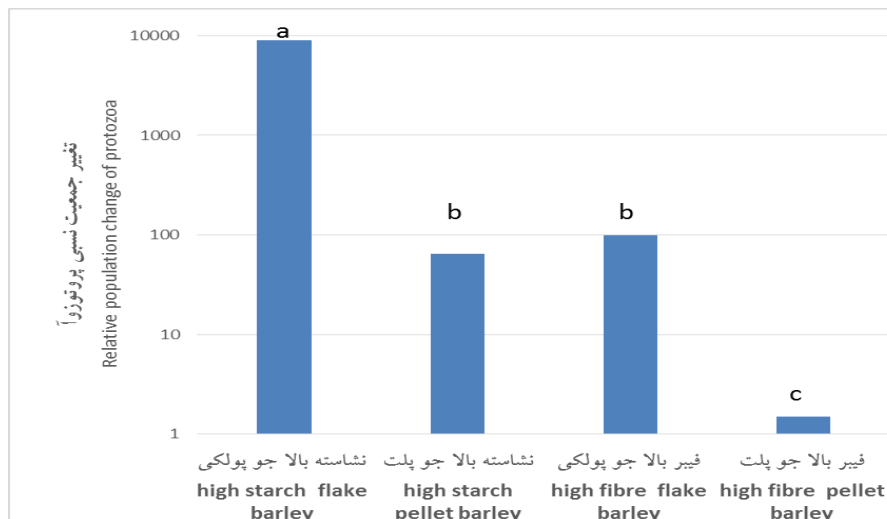 10000
1000
100
10
1
تغییر جمعیت نسبی پروتوزوآ
Relative population change of protozoa
a
b
b
c
نشاسته بالا جو پولکی
high starch flake
barley
نشاسته بالا جو پلت
high starch
pellet barley
فیبر بالا جو پولکی
high fibre flake
barley
فیبر بالا جو پلت
high fibre pellet
barley